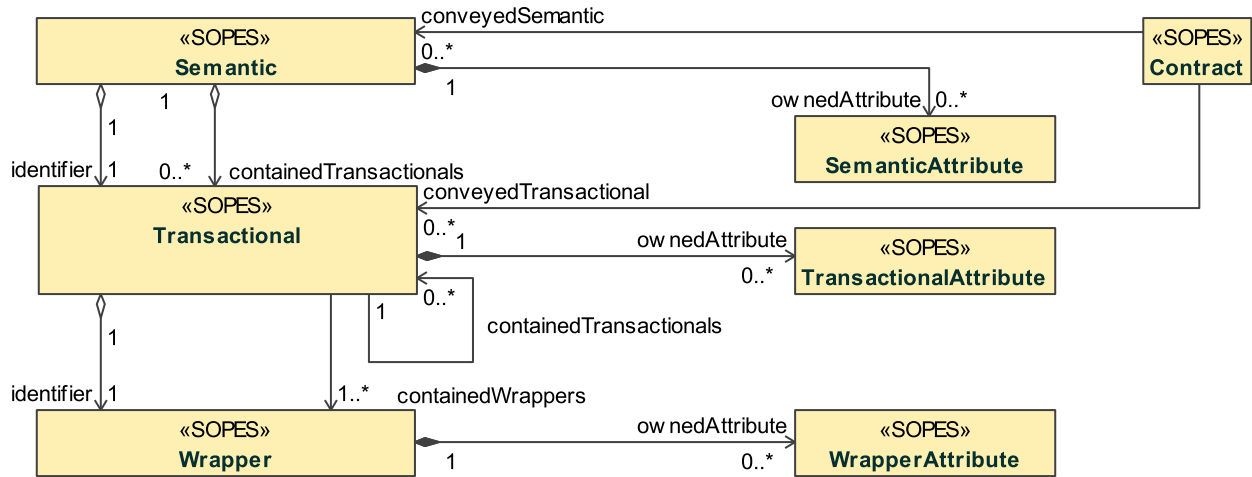 conveyedSemantic
«SOPES»
Semantic
«SOPES»
Contract
0..*
1
ownedAttribute
0..*
1
1
«SOPES»
SemanticAttribute
identifier
1
0..*
containedTransactionals
«SOPES»
Transactional
conveyedTransactional
0..*
1
ownedAttribute
0..*
«SOPES»
TransactionalAttribute
0..*
1
containedTransactionals
1
identifier
1
1..*
containedWrappers
«SOPES»
Wrapper
ownedAttribute
1
0..*
«SOPES»
WrapperAttribute